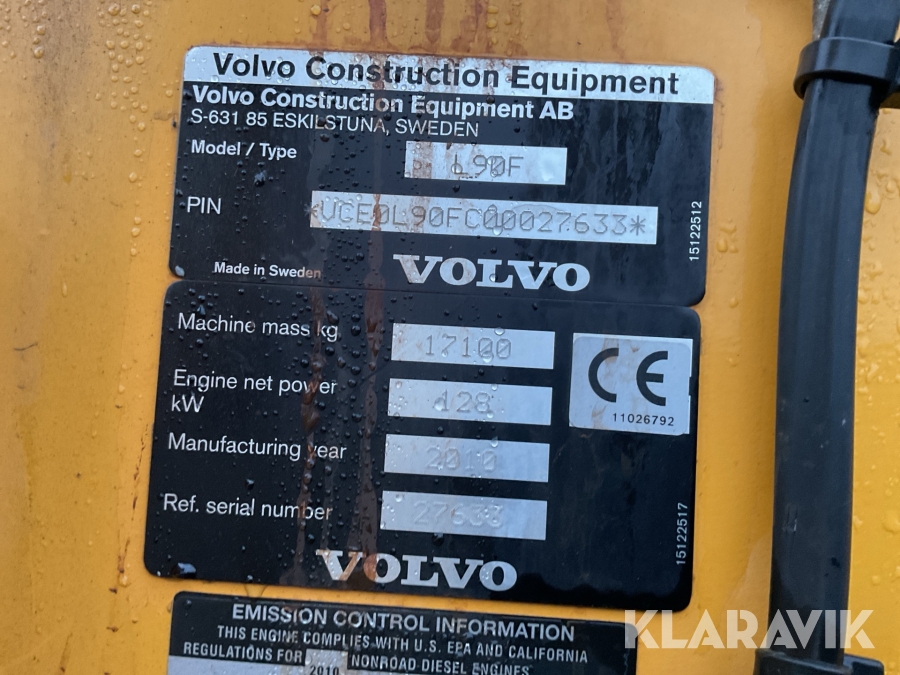 Volvo Construction Equipment
Volvo Construction Equipment AB
S-631 85 ESKILSTUNA, SWEDEN
Model / Type L90F
PIN *VCE0L90FC00027633*
15122512
Made in Sweden VOLVO
Machine mass kg 17100
Engine net power
kW 128
CE
11026792
Manufacturing year 2010
Ref. serial number 27633
15122517
VOLVO
EMISSION CONTROL INFORMATION
THIS ENGINE COMPLIES WITH U.S. EPA AND CALIFORNIA
REGULATIONS FOR 2010 NONROAD DIESEL ENGINES
KLARAVIK